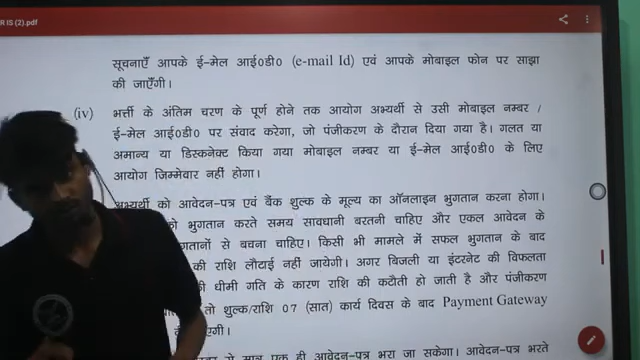 R IS (2).pdf
सूचनाएँ आपके ई-मेल आई0डी0 (e-mail Id) एवं आपके मोबाइल फोन पर साझा
की जाएँगी।
(iv) भर्त्ती के अंतिम चरण के पूर्ण होने तक आयोग अभ्यर्थी से उसी मोबाइल नम्बर /
ई-मेल आई0डी0 पर संवाद करेगा, जो पंजीकरण के दौरान दिया गया है। गलत या
अमान्य या डिस्कनेक्ट किया गया मोबाइल नम्बर या ई-मेल आई0डी0 के लिए
आयोग जिम्मेवार नहीं होगा।
अभ्यर्थी को आवेदन-पत्र एवं बैंक शुल्क के मूल्य का ऑनलाइन भुगतान करना होगा।
को भुगतान करते समय सावधानी बरतनी चाहिए और एकल आवेदन के
से बचना चाहिए। किसी भी मामले में सफल भुगतान के बाद
की राशि लौटाई नहीं जायेगी। अगर बिजली या इंटरनेट की विफलता
धीमी गति के कारण राशि की कटौती हो जाती है और पंजीकरण
तो शुल्क/राशि 07 (सात) कार्य दिवस के बाद Payment Gateway
से मात्र एक ही आवेदन-पत्र भरा जा सकेगा। आवेदन-पत्र भरते